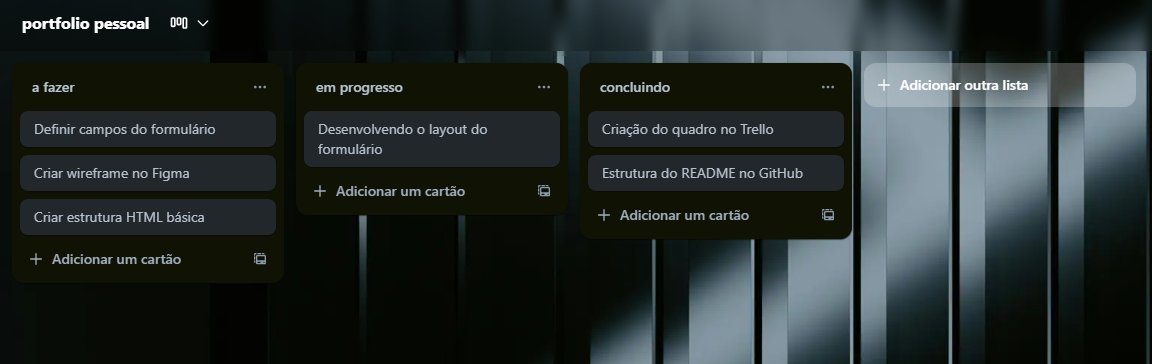 portfolio pessoal
a fazer
Definir campos do formulário
Criar wireframe no Figma
Criar estrutura HTML básica
Adicionar um cartão
em progresso
Desenvolvendo o layout do
formulário
Adicionar um cartão
concluindo
Criação do quadro no Trello
Estrutura do README no GitHub
Adicionar um cartão
Adicionar outra lista